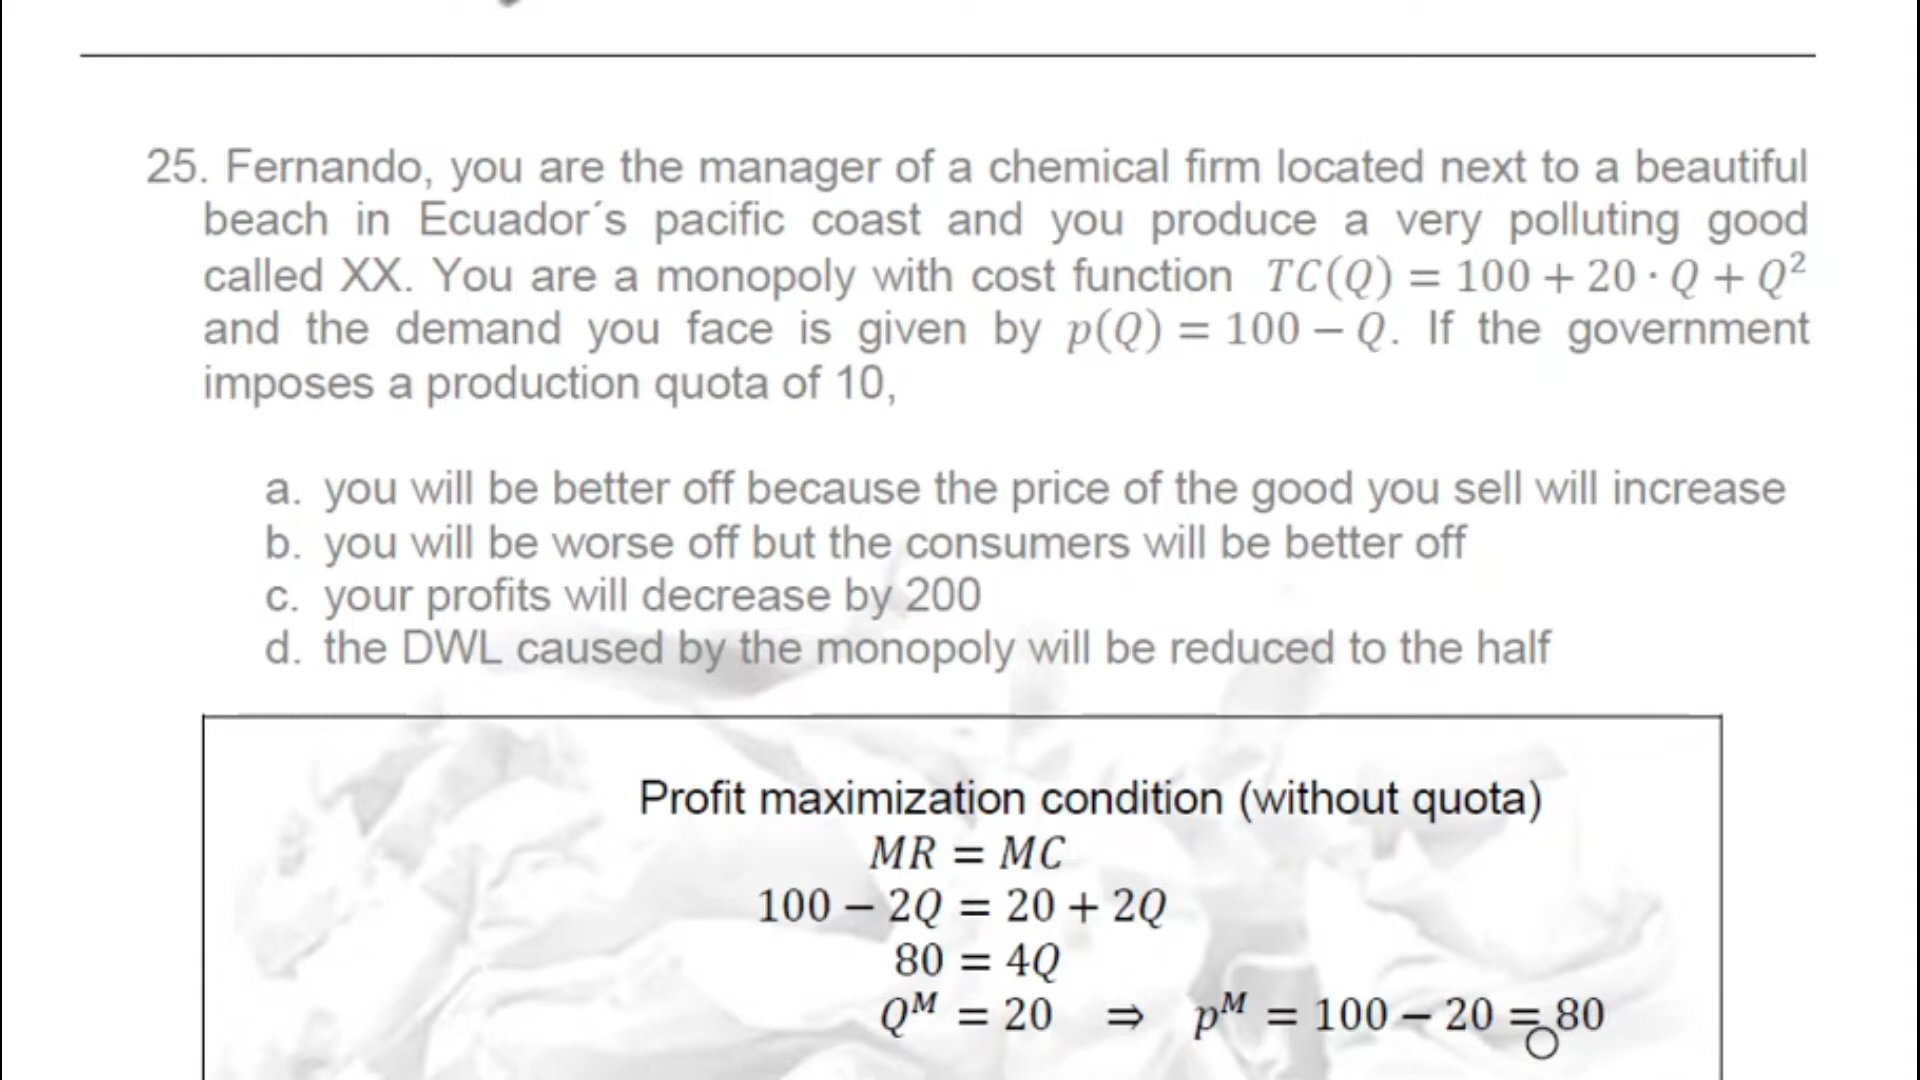 25. Fernando, you are the manager of a chemical firm located next to a beautiful
beach in Ecuador´s pacific coast and you produce a very polluting good
called XX. You are a monopoly with cost function TC(Q) = 100 + 20 · Q + Q²
and the demand you face is given by p(Q) = 100 − Q. If the government
imposes a production quota of 10,
a. you will be better off because the price of the good you sell will increase
b. you will be worse off but the consumers will be better off
c. your profits will decrease by 200
d. the DWL caused by the monopoly will be reduced to the half
Profit maximization condition (without quota)
MR = MC
100 − 2Q = 20 + 2Q
80 = 4Q
Qᴹ = 20 ⇒ pᴹ = 100 − 20 = 80